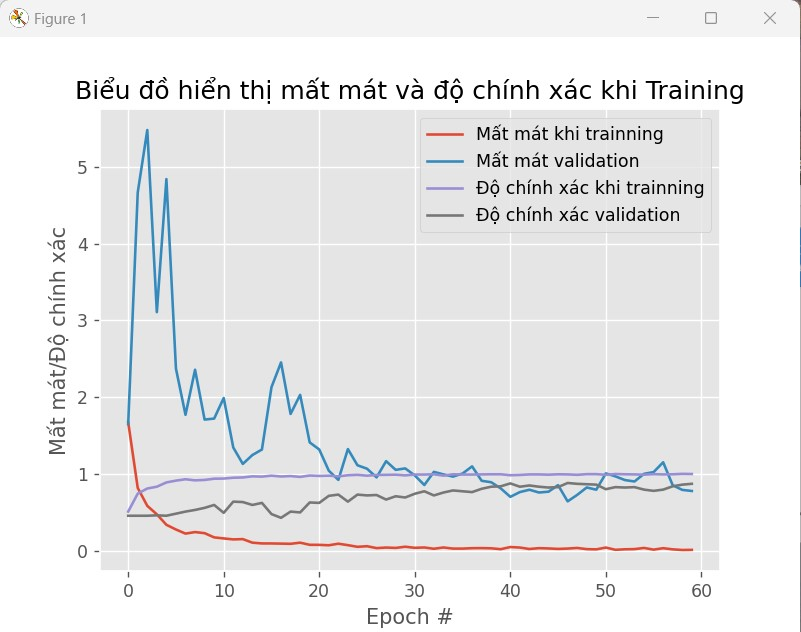 Figure 1
Biểu đồ hiển thị mất mát và độ chính xác khi Training
Mất mát khi trainning
Mất mát validation
Độ chính xác khi trainning
Độ chính xác validation
Mất mát/Độ chính xác
5
4
3
2
1
0
0 10 20 30 40 50 60
Epoch #